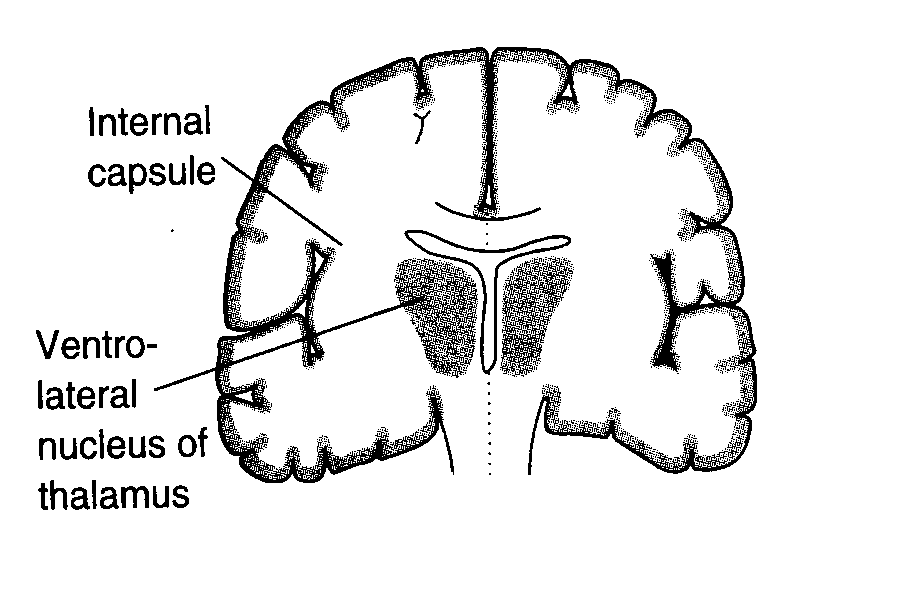 Internal
capsule
Ventro-
lateral
nucleus of
thalamus